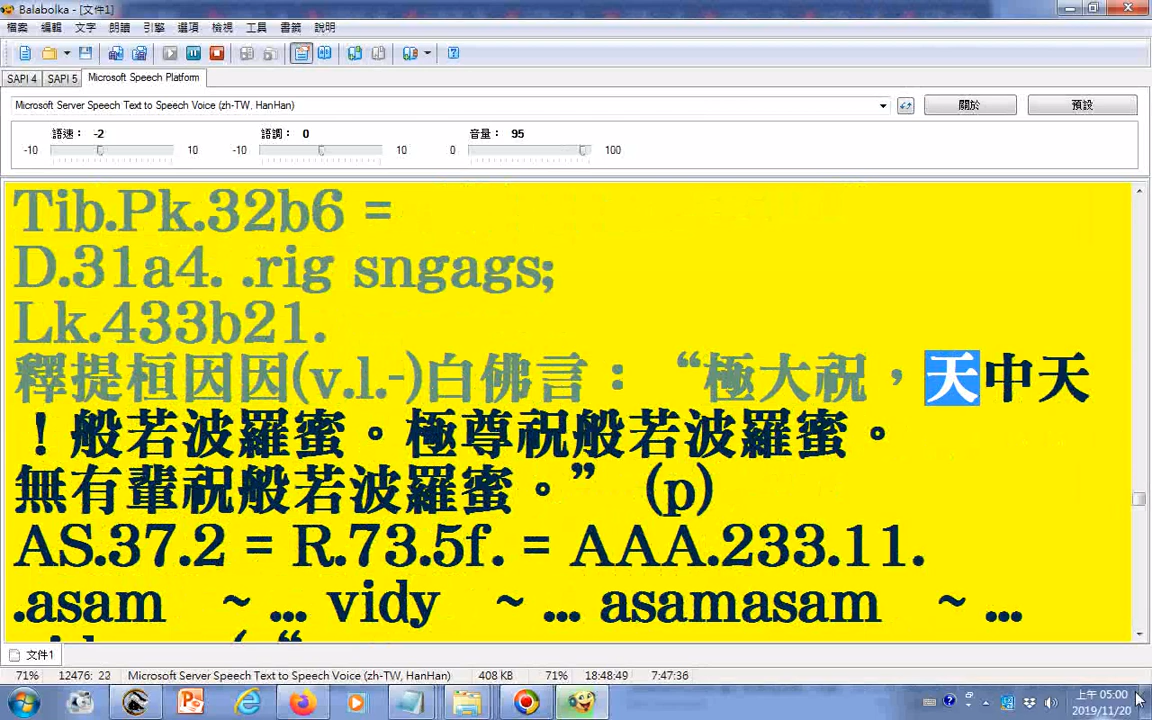 Balabolka - [文件1]
檔案 編輯 文字 朗讀 引擎 選項 檢視 工具 書籤 說明
SAPI 4 SAPI 5 Microsoft Speech Platform
Microsoft Server Speech Text to Speech Voice (zh-TW, HanHan) 關於 預設
語速： -2 語調： 0 音量： 95
-10 10 -10 10 0 100
Tib.Pk.32b6 =
D.31a4. .rig sngags;
Lk.433b21.
釋提桓因因(v.l.-)白佛言：“極大祝，天中天
！般若波羅蜜。極尊祝般若波羅蜜。
無有輩祝般若波羅蜜。” (p)
AS.37.2 = R.73.5f. = AAA.233.11.
.asam ~ ... vidy ~ ... asamasam ~ ...
文件1
71% 12476: 22 Microsoft Server Speech Text to Speech Voice (zh-TW, HanHan) 408 KB 71% 18:48:49 7:47:36
上午 05:00
2019/11/20